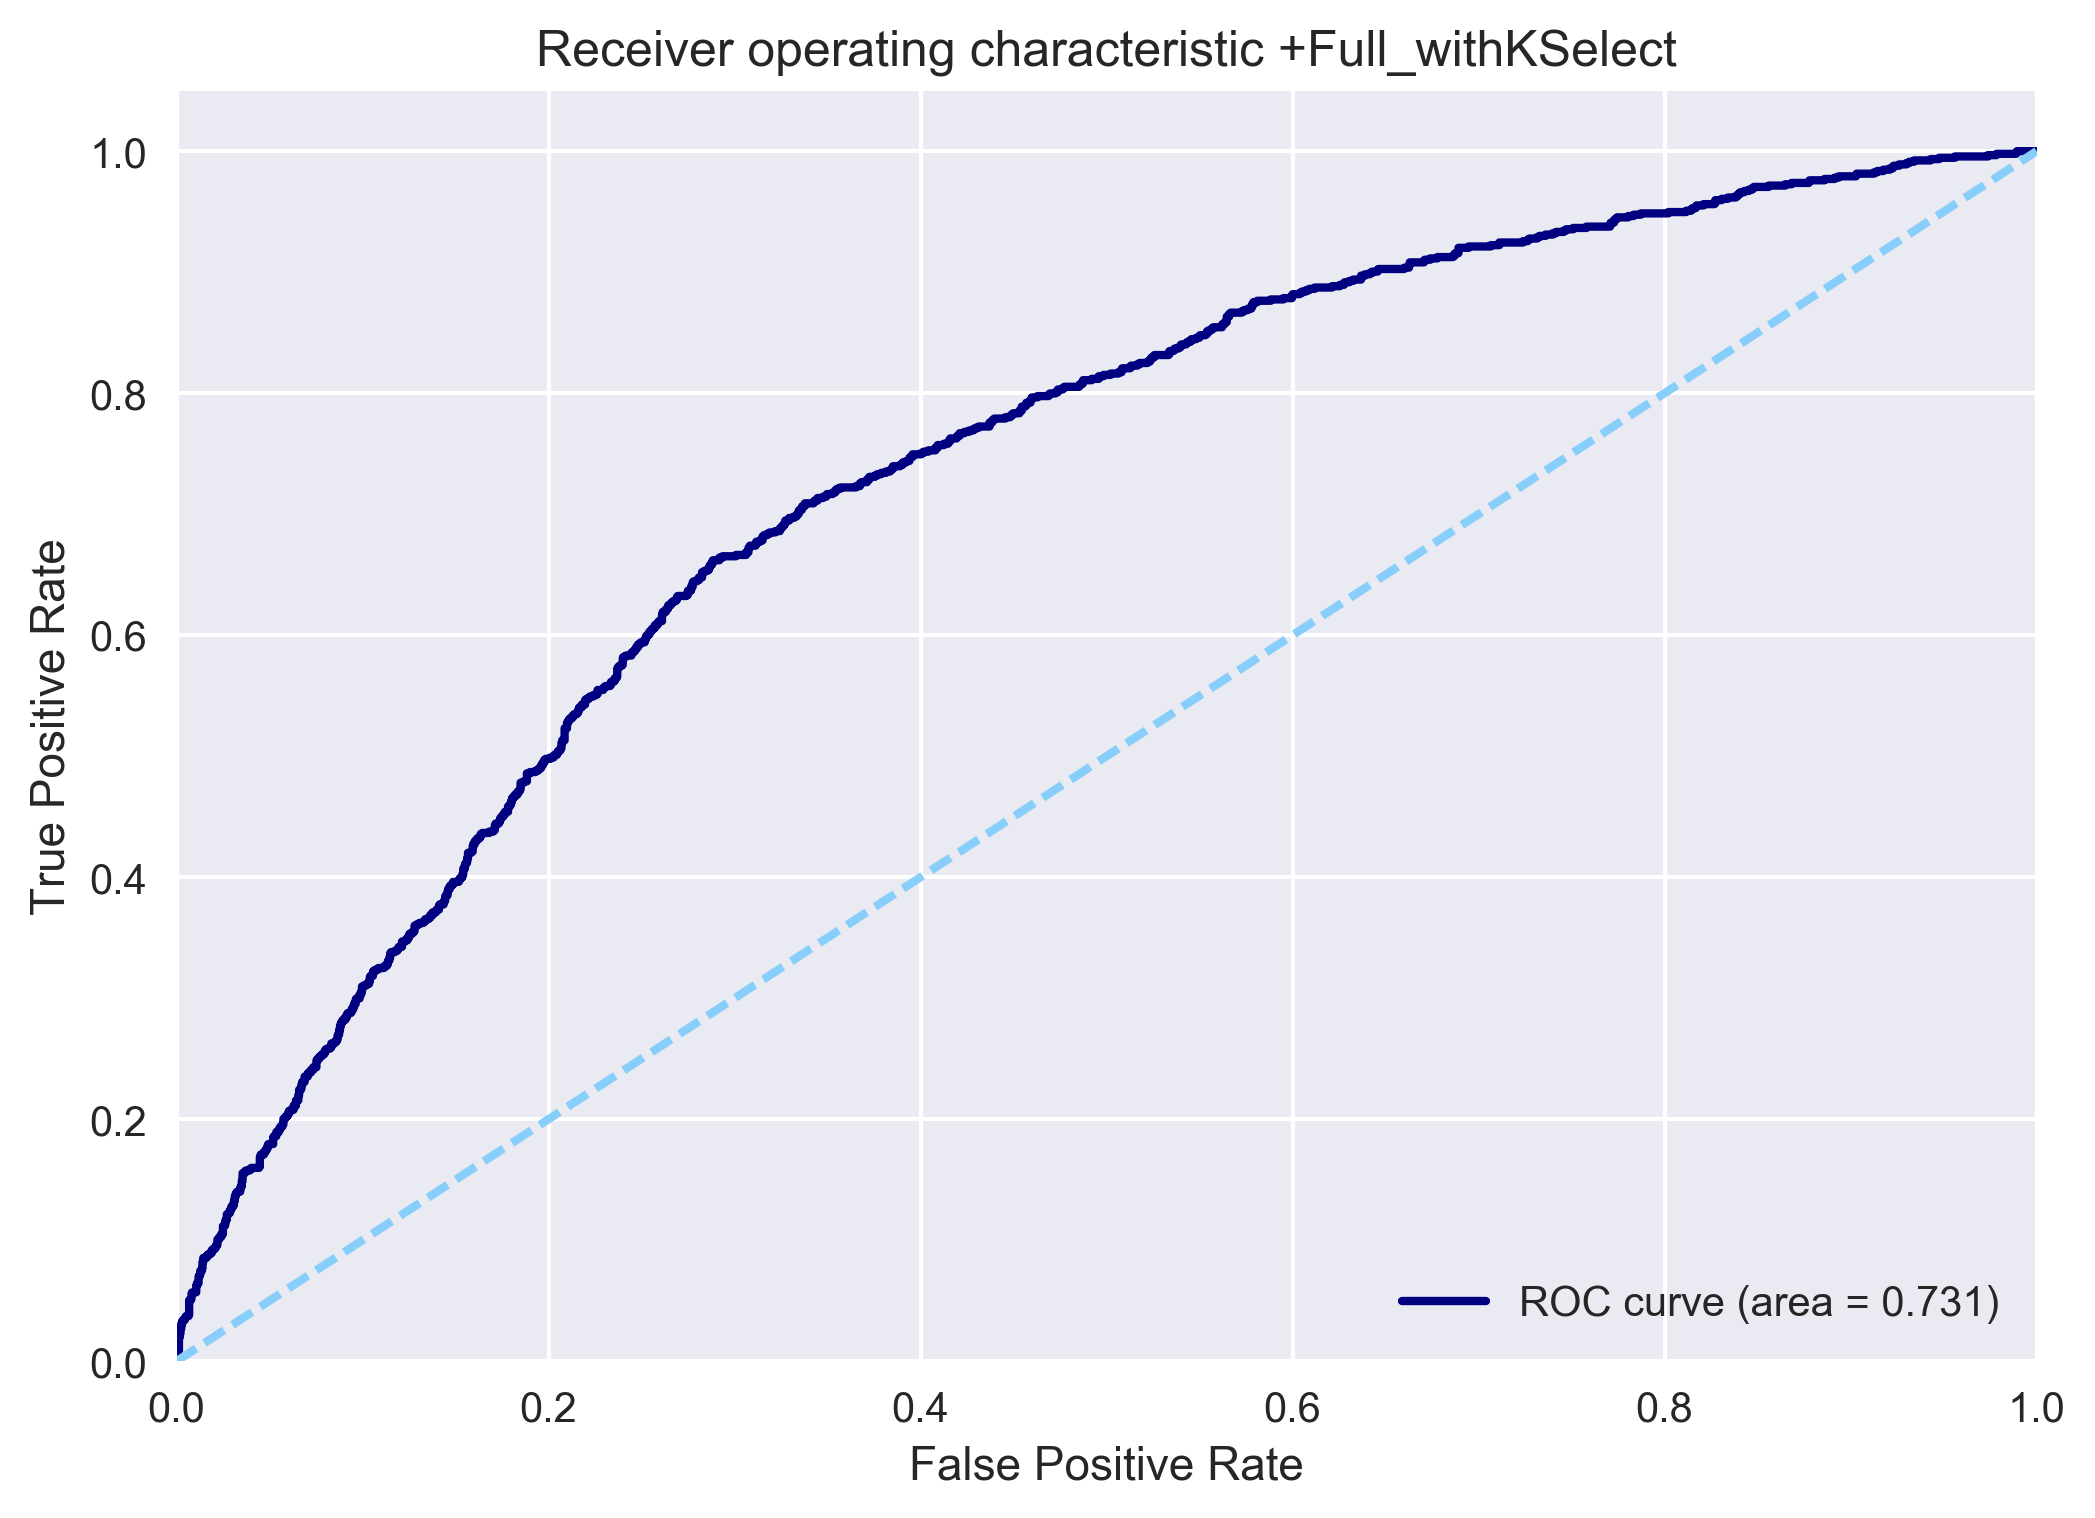 Receiver operating characteristic +Full_withKSelect
True Positive Rate
1.0
0.8
0.6
0.4
0.2
0.0
ROC curve (area = 0.731)
0.0 0.2 0.4 0.6 0.8 1.0
False Positive Rate